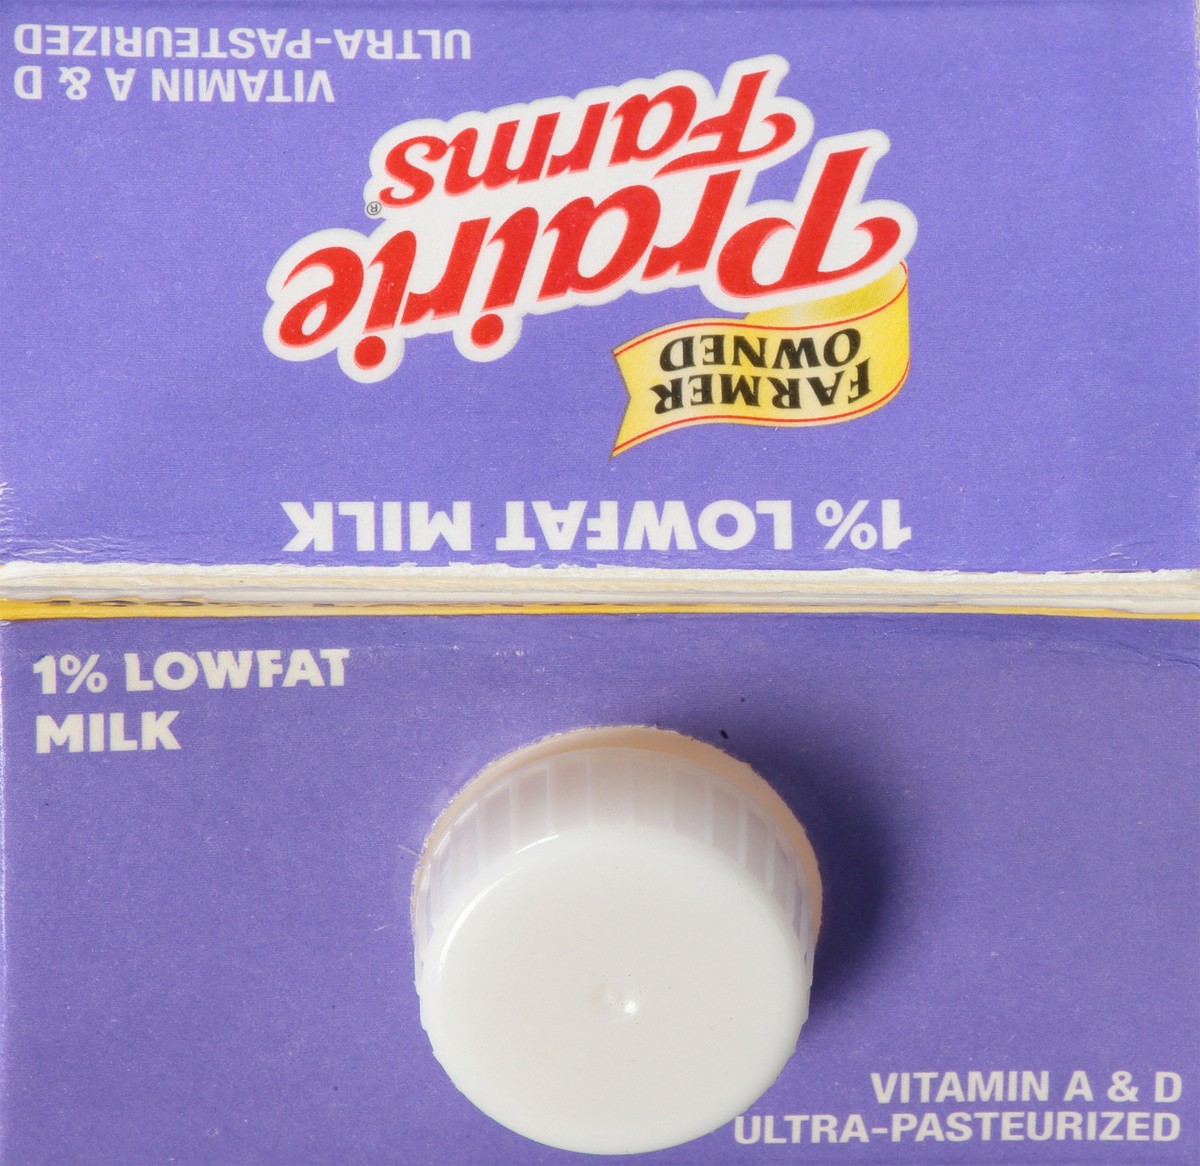 1% LOWFAT MILK
FARMER
OWNED
Prairie
Farms®
VITAMIN A & D
ULTRA-PASTEURIZED
1% LOWFAT
MILK
VITAMIN A & D
ULTRA-PASTEURIZED